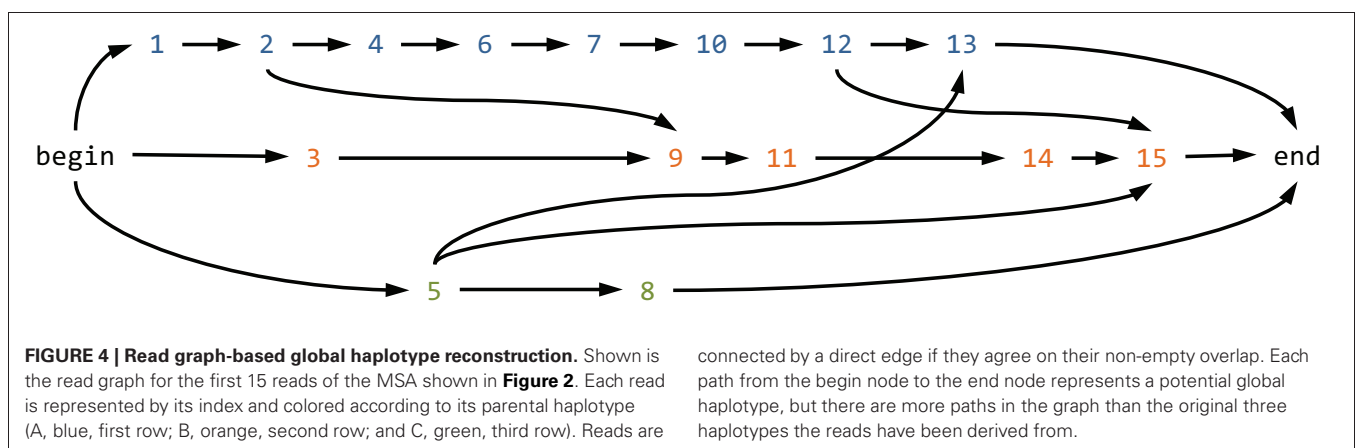 1 2 4 6 7 10 12 13
begin 3 9 11 14 15 end
5 8
FIGURE 4 | Read graph-based global haplotype reconstruction. Shown is
the read graph for the first 15 reads of the MSA shown in Figure 2. Each read
is represented by its index and colored according to its parental haplotype
(A, blue, first row; B, orange, second row; and C, green, third row). Reads are
connected by a direct edge if they agree on their non-empty overlap. Each
path from the begin node to the end node represents a potential global
haplotype, but there are more paths in the graph than the original three
haplotypes the reads have been derived from.